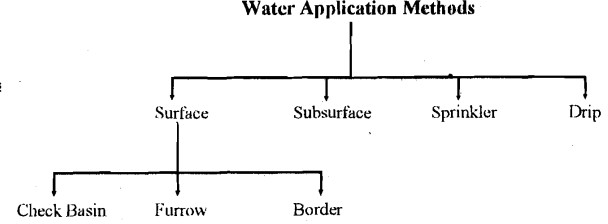 Water Application Methods
Surface Subsurface Sprinkler Drip
Check Basin Furrow Border